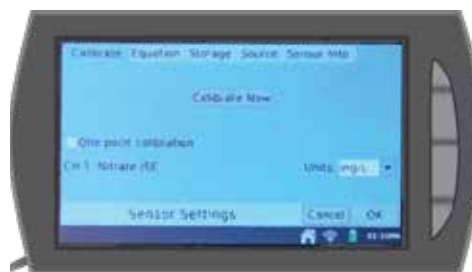 Calibrate Equation Storage Source Sensor Info
Calibrate Now
One point calibration
CH 1: Nitrate ISE Units: mg/L
Sensor Settings Cancel OK